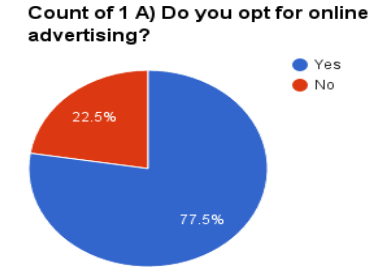 Count of 1 A) Do you opt for online
advertising?
Yes
No
22.5%
77.5%